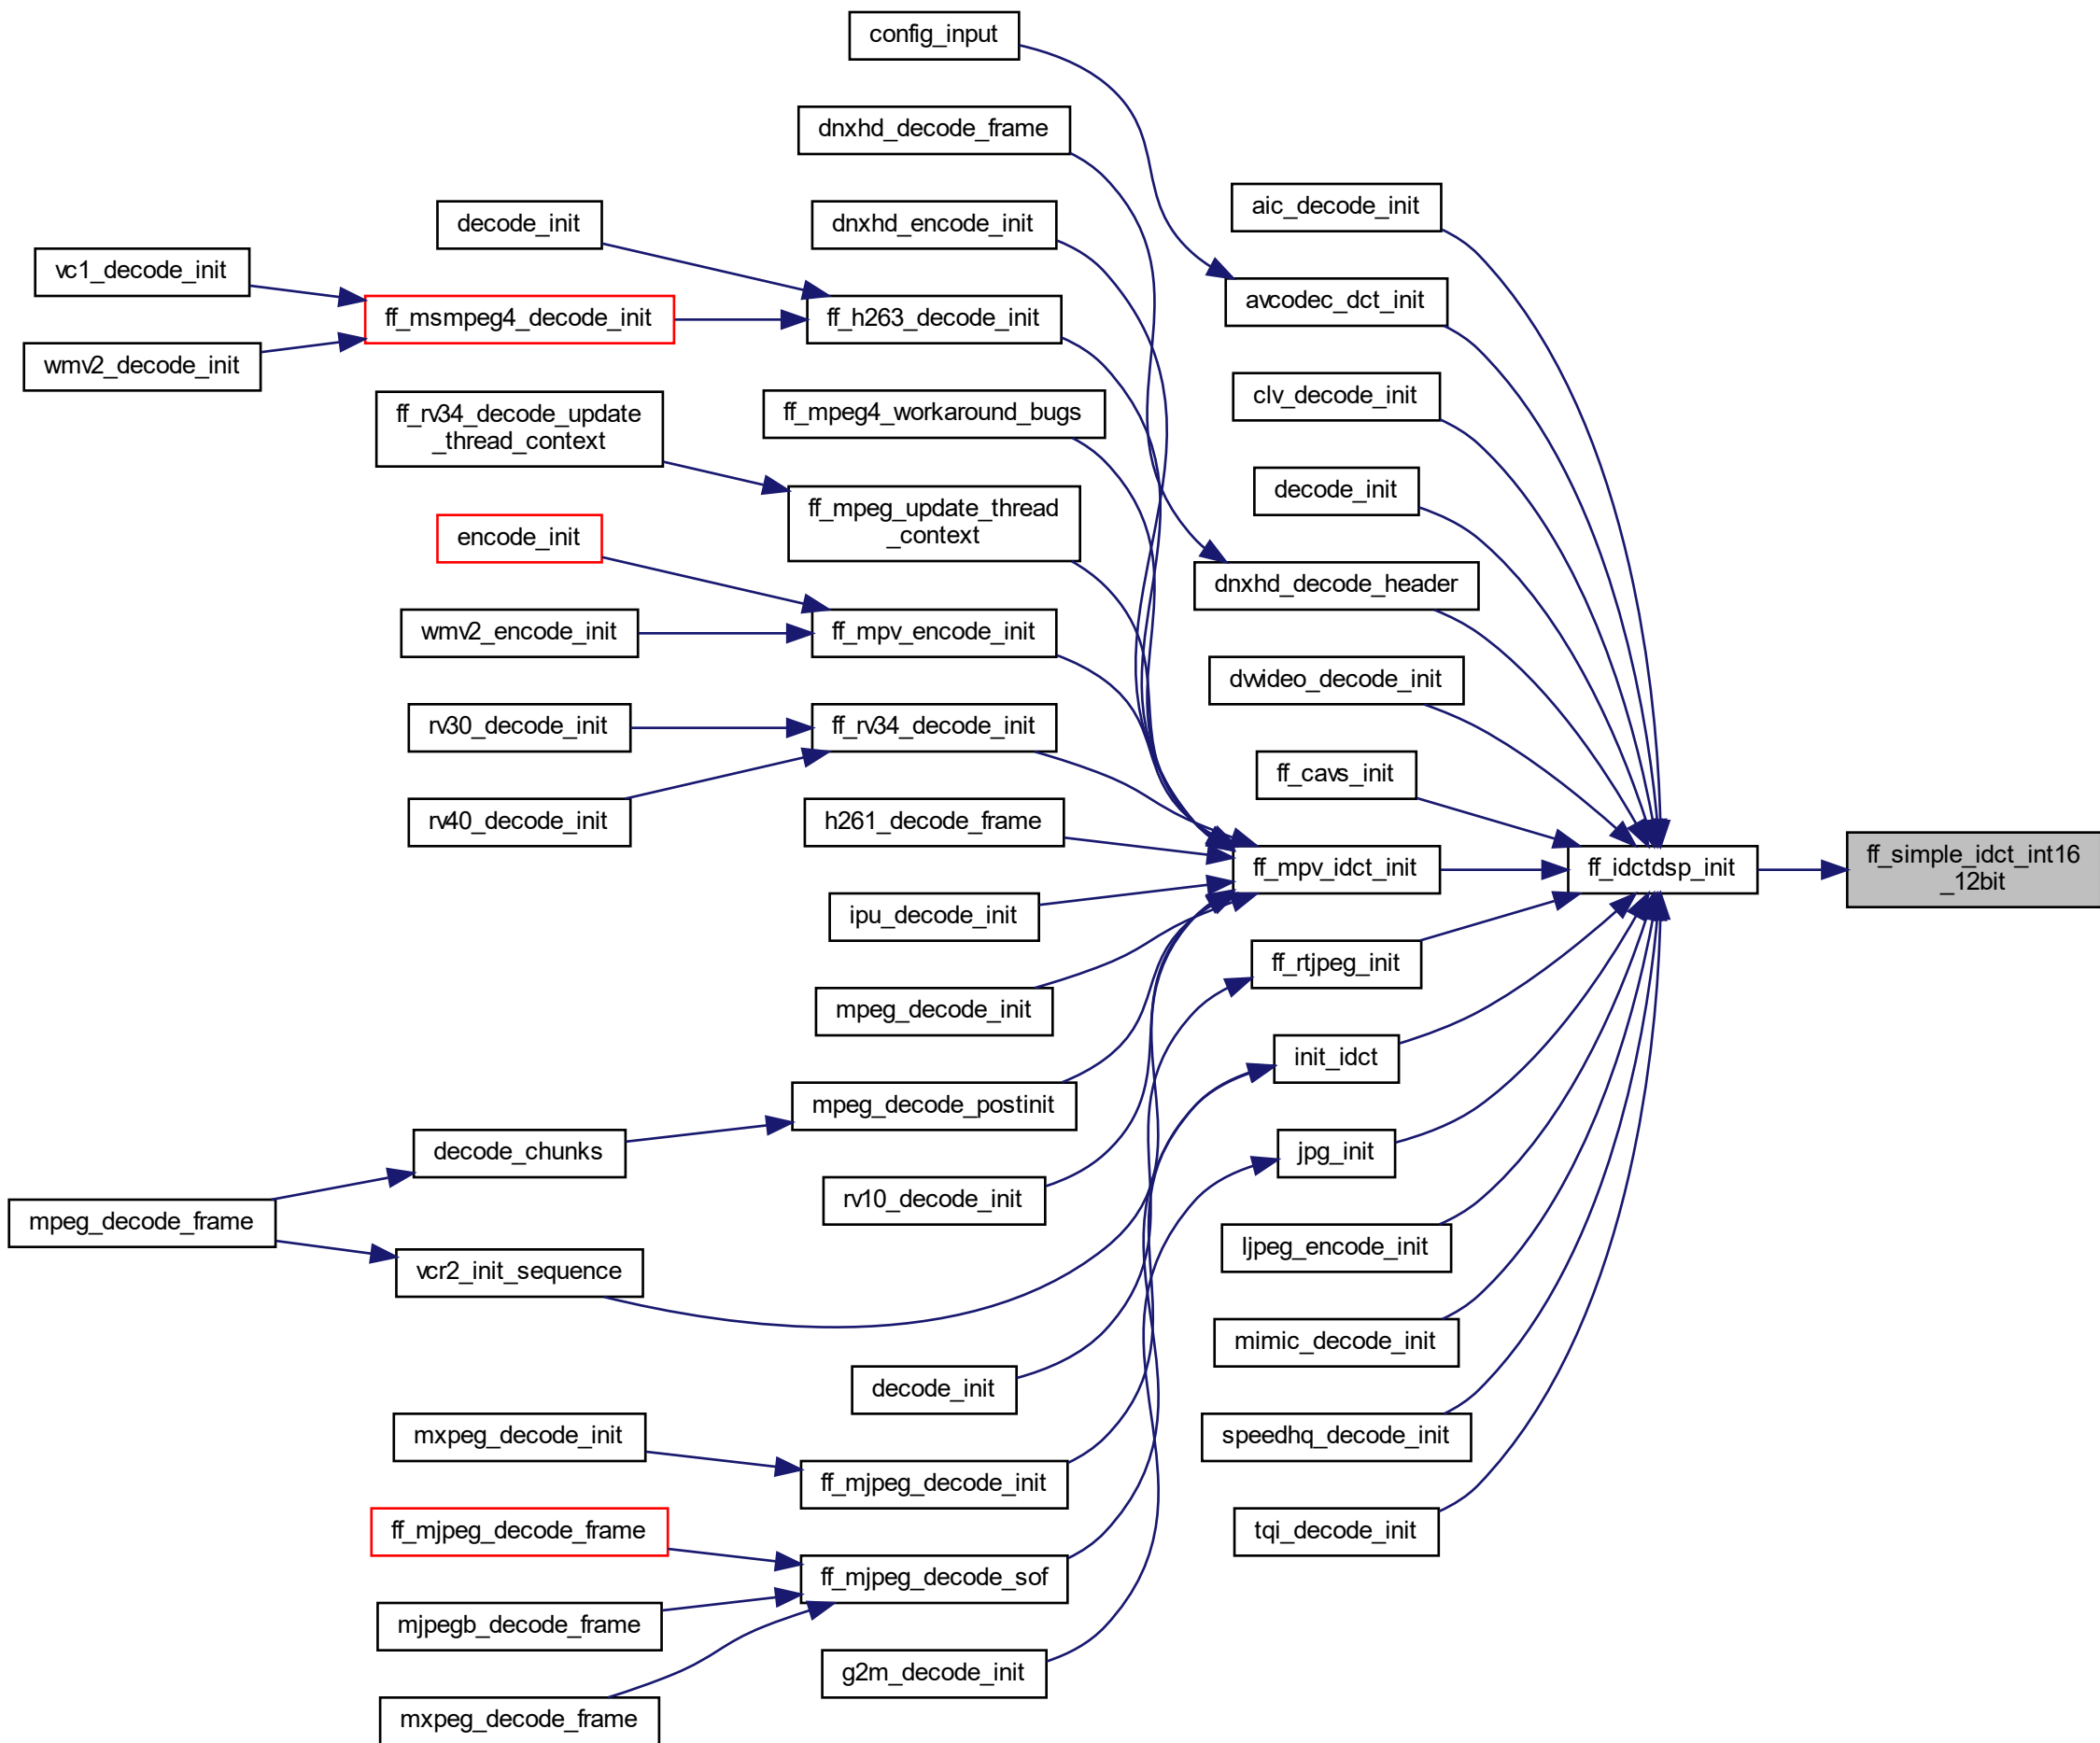 config_input
dnxhd_decode_frame
aic_decode_init
decode_init
dnxhd_encode_init
vc1_decode_init
avcodec_dct_init
ff_msmpeg4_decode_init
ff_h263_decode_init
wmv2_decode_init
clv_decode_init
ff_rv34_decode_update
_thread_context
ff_mpeg4_workaround_bugs
decode_init
ff_mpeg_update_thread
_context
encode_init
dnxhd_decode_header
wmv2_encode_init
ff_mpv_encode_init
dvvideo_decode_init
rv30_decode_init
ff_rv34_decode_init
ff_cavs_init
rv40_decode_init
h261_decode_frame
ff_mpv_idct_init
ff_idctdsp_init
ff_simple_idct_int16
_12bit
ipu_decode_init
ff_rtjpeg_init
mpeg_decode_init
init_idct
mpeg_decode_postinit
decode_chunks
jpg_init
rv10_decode_init
mpeg_decode_frame
ljpeg_encode_init
vcr2_init_sequence
mimic_decode_init
decode_init
mxpeg_decode_init
speedhq_decode_init
ff_mjpeg_decode_init
ff_mjpeg_decode_frame
tqi_decode_init
ff_mjpeg_decode_sof
mjpegb_decode_frame
g2m_decode_init
mxpeg_decode_frame